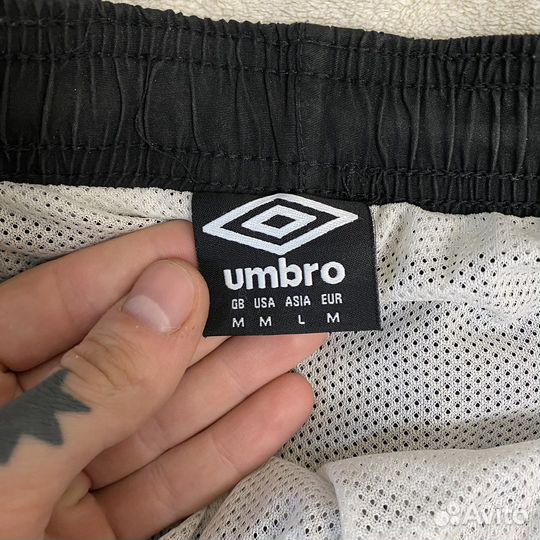 umbro
GB USA ASIA EUR
M M L M
Avito